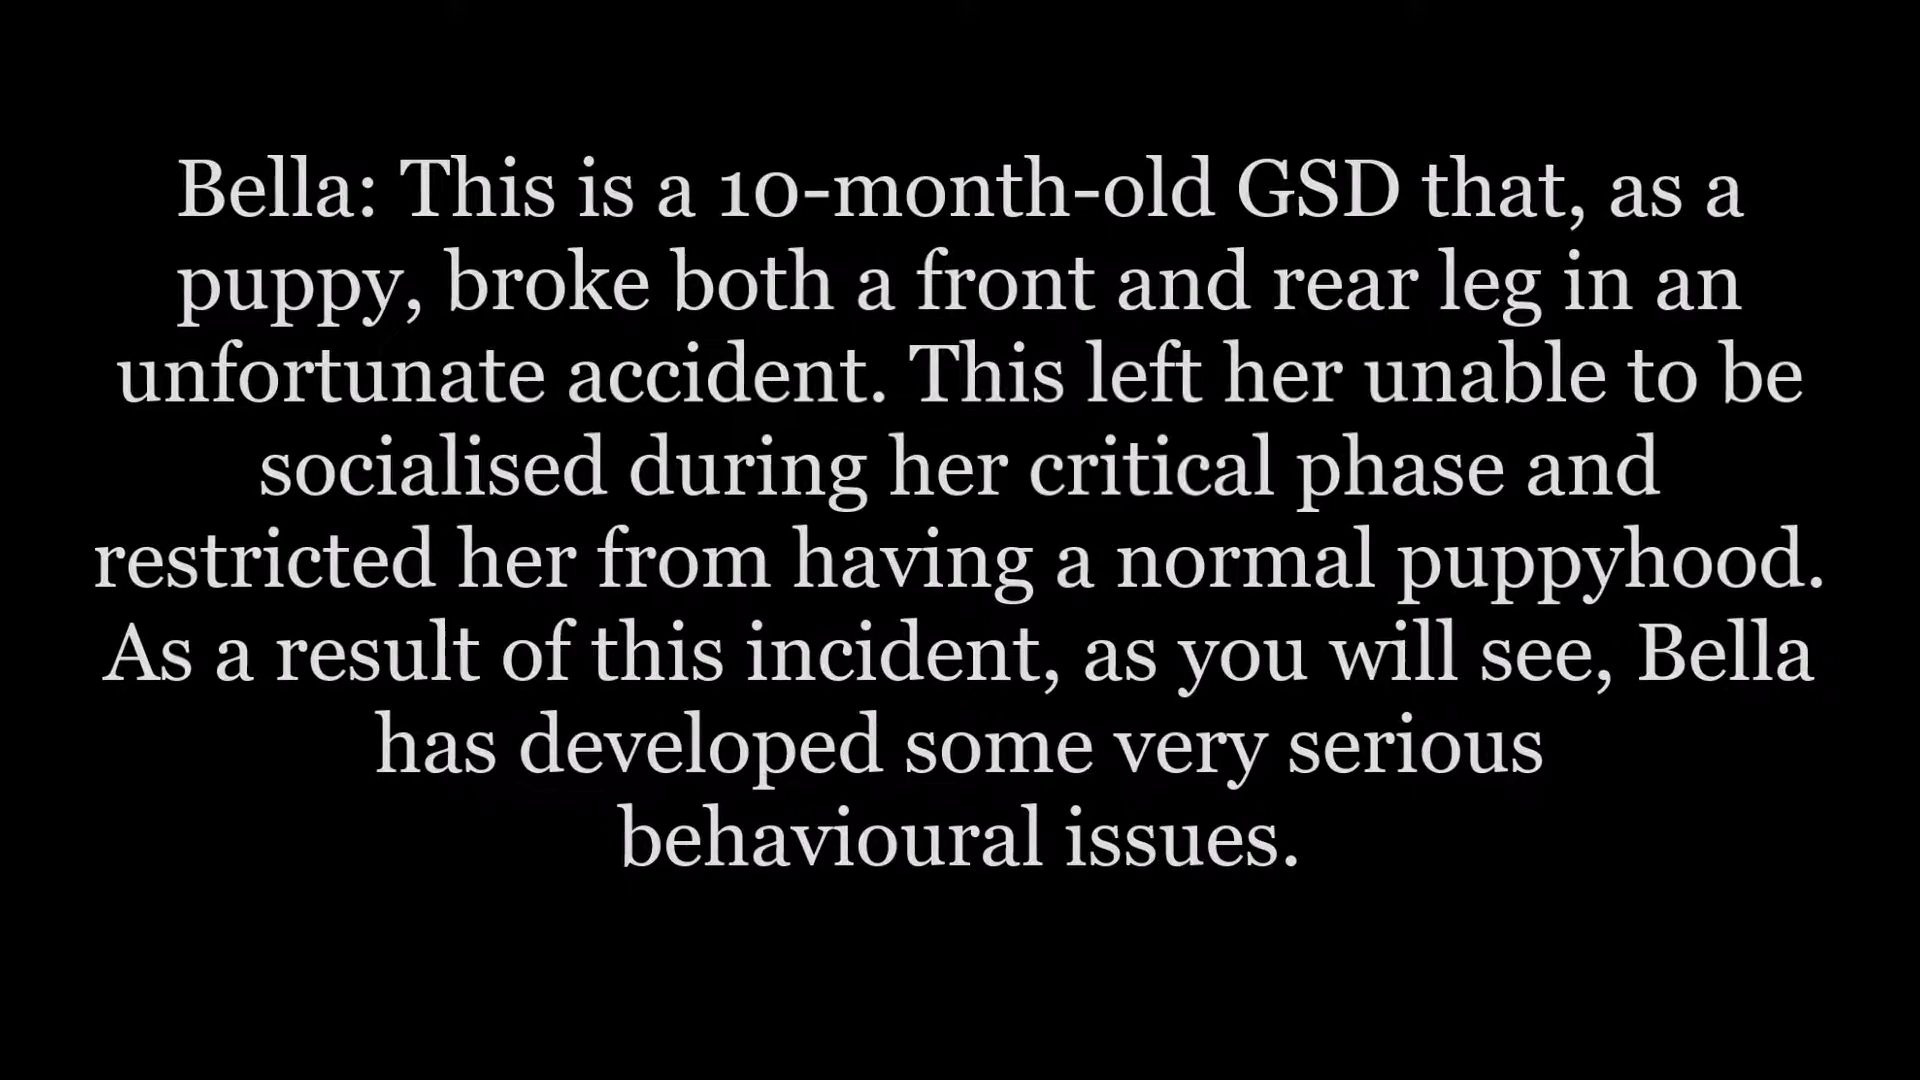 Bella: This is a 10-month-old GSD that, as a
puppy, broke both a front and rear leg in an
unfortunate accident. This left her unable to be
socialised during her critical phase and
restricted her from having a normal puppyhood.
As a result of this incident, as you will see, Bella
has developed some very serious
behavioural issues.